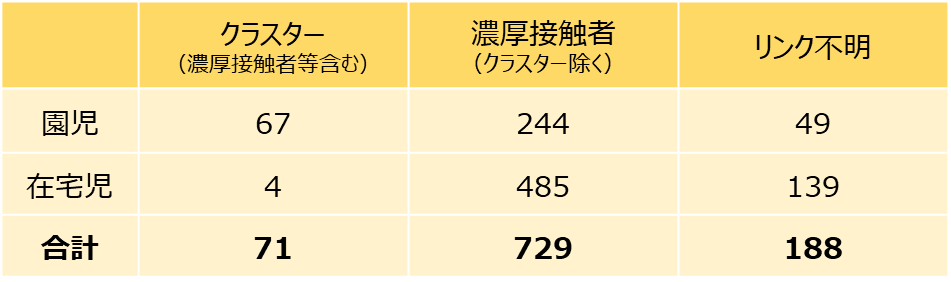 クラスター 濃厚接触者 リンク不明
(濃厚接触者等含む) (クラスター除く)
園児 67 244 49
在宅児 4 485 139
合計 71 729 188